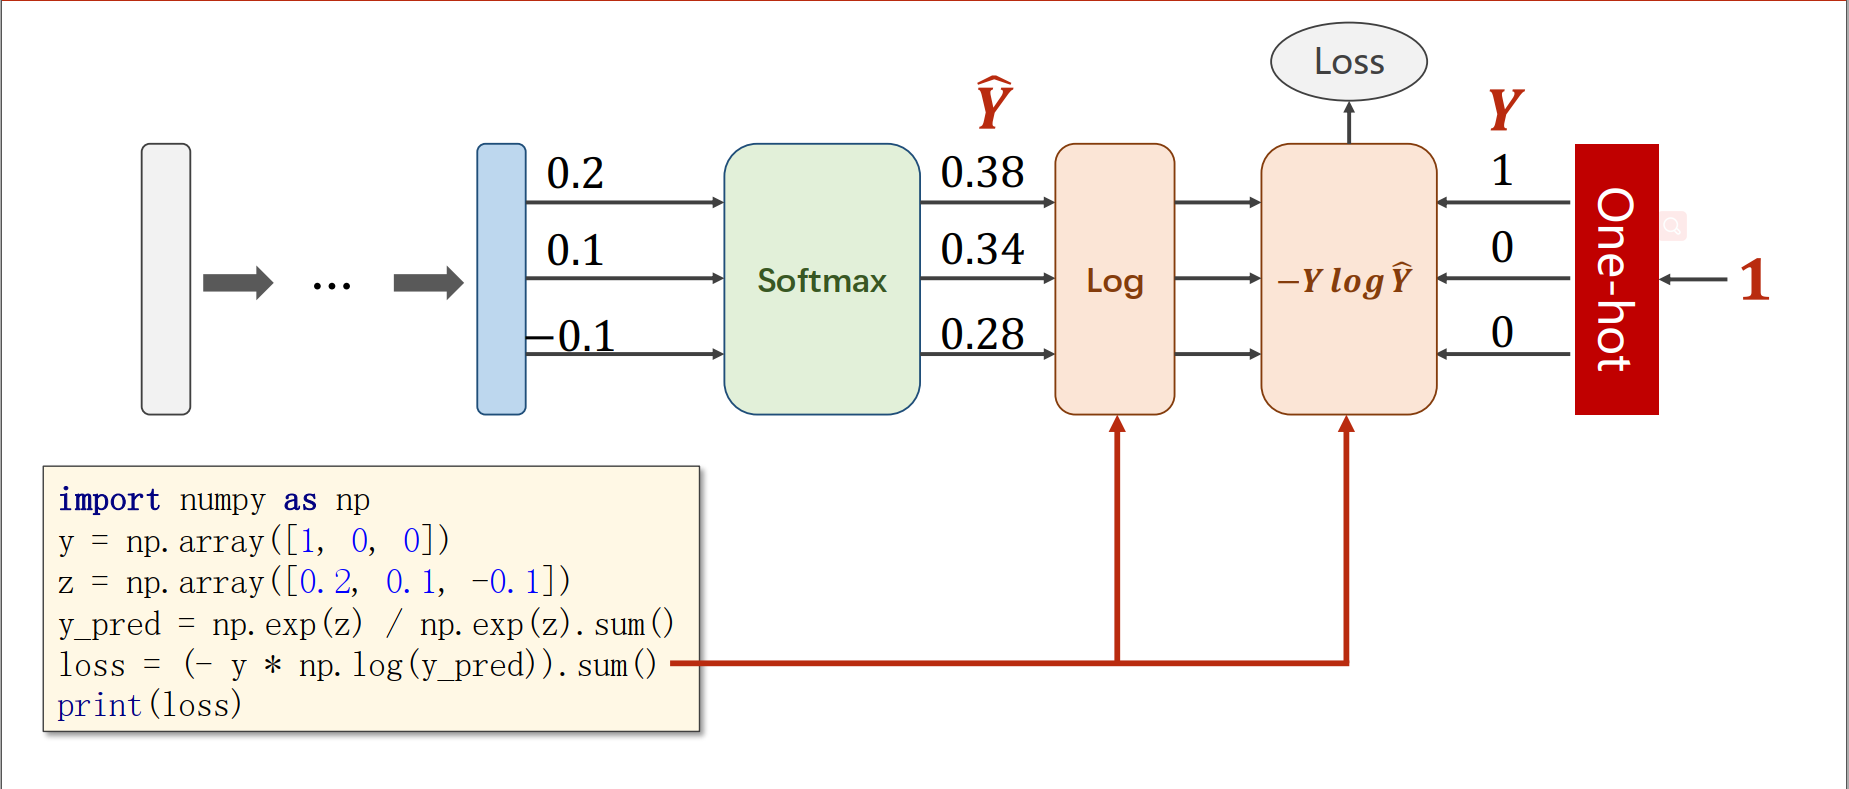 Loss
Ŷ
Y
0.2
0.38
1
0.1
0.34
0
−0.1
0.28
0
...
Softmax
Log
−Y log Ŷ
One-hot
1
import numpy as np
y = np.array([1, 0, 0])
z = np.array([0.2, 0.1, -0.1])
y_pred = np.exp(z) / np.exp(z).sum()
loss = (- y * np.log(y_pred)).sum()
print(loss)